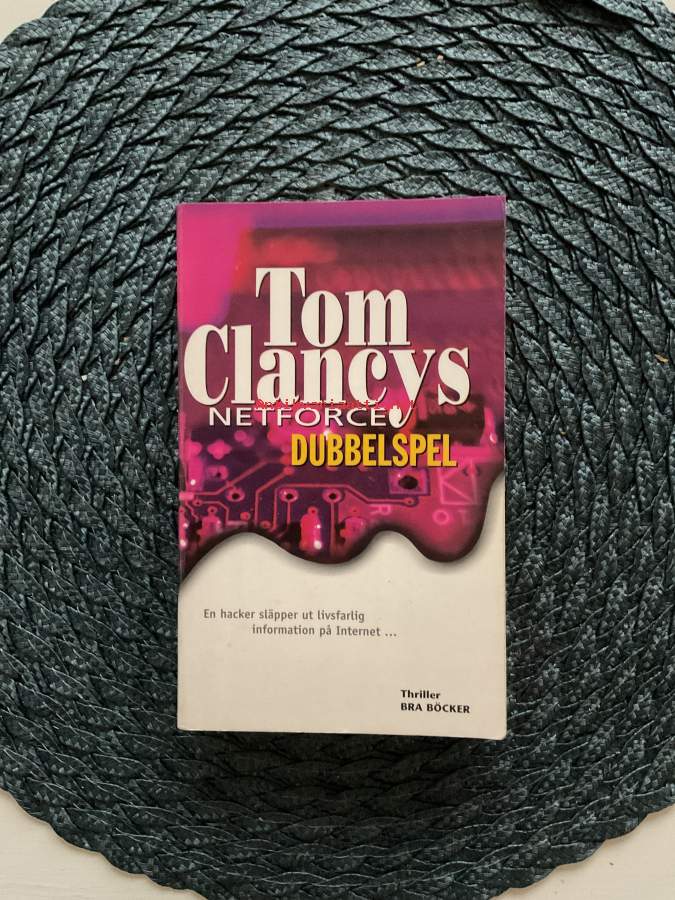 Tom
Clancys
NETFORCE
DUBBELSPEL
En hacker släpper ut livsfarlig
information på Internet ...
Thriller
BRA BÖCKER